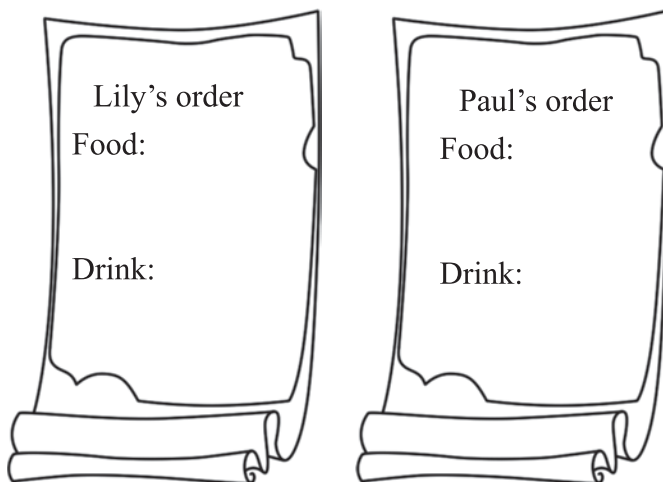 Lily’s order
Food:
Drink:
Paul’s order
Food:
Drink: